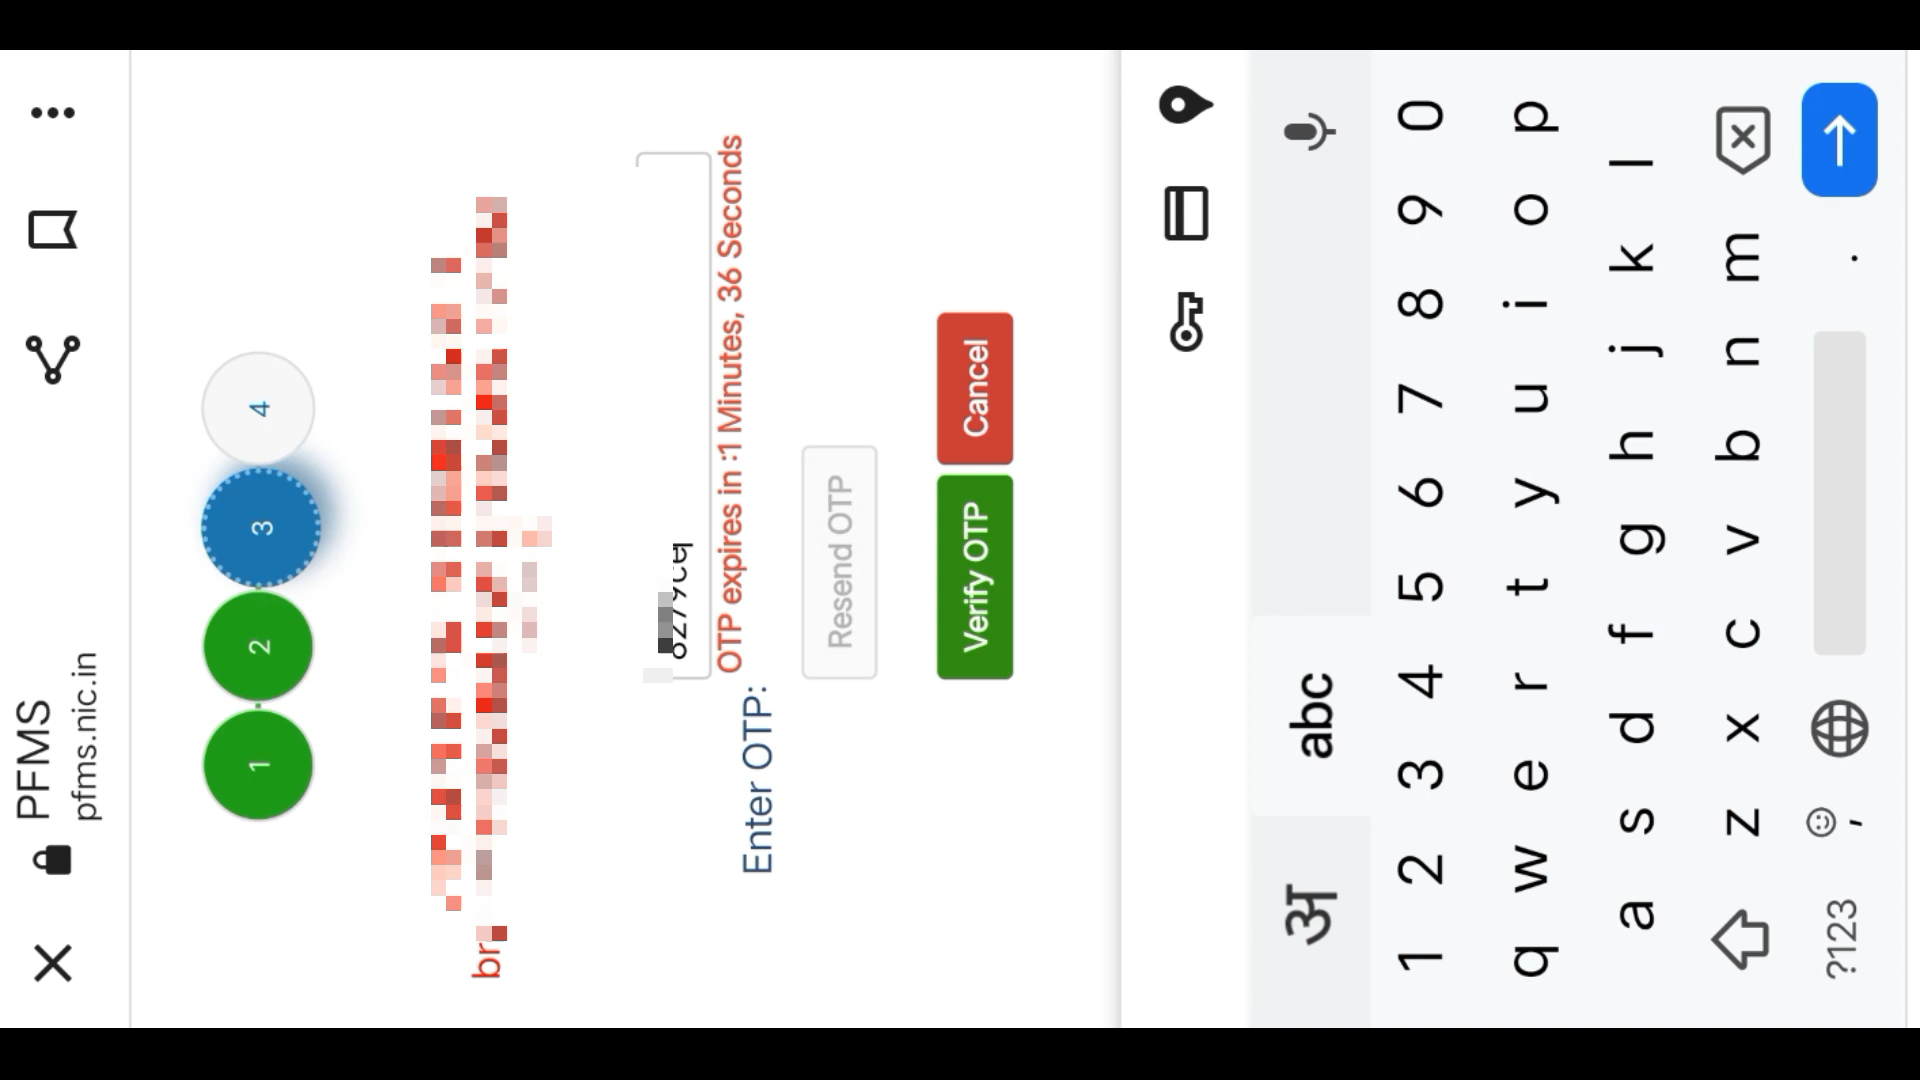 PFMS
pfms.nic.in
1 2 3 4
br
Enter OTP:
OTP expires in :1 Minutes, 36 Seconds
Resend OTP
Verify OTP Cancel
अ abc
1 2 3 4 5 6 7 8 9 0
q w e r t y u i o p
a s d f g h j k l
z x c v b n m
?123 , .